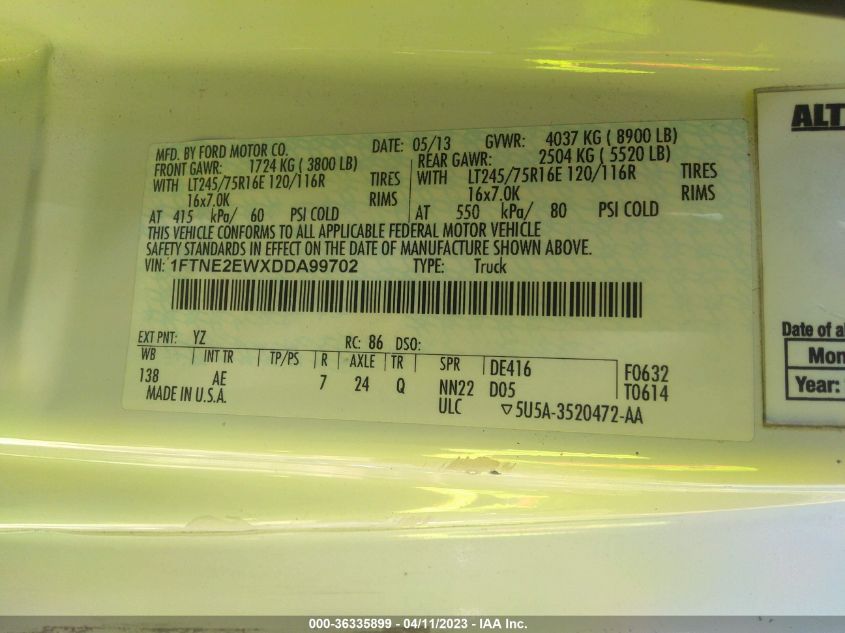 MFD. BY FORD MOTOR CO. DATE: 05/13 GVWR: 4037 KG ( 8900 LB)
FRONT GAWR: 1724 KG ( 3800 LB) REAR GAWR: 2504 KG ( 5520 LB)
WITH LT245/75R16E 120/116R TIRES WITH LT245/75R16E 120/116R TIRES
16x7.0K RIMS 16x7.0K RIMS
AT 415 kPa/ 60 PSI COLD AT 550 kPa/ 80 PSI COLD
THIS VEHICLE CONFORMS TO ALL APPLICABLE FEDERAL MOTOR VEHICLE
SAFETY STANDARDS IN EFFECT ON THE DATE OF MANUFACTURE SHOWN ABOVE.
VIN: 1FTNE2EWXDDA99702 TYPE: Truck
EXT PNT: YZ RC: 86 DSO:
WB INT TR TP/PS R AXLE TR SPR DE416 F0632
138 AE 7 24 Q NN22 D05 T0614
MADE IN U.S.A. ULC ▽5U5A-3520472-AA
ALT
Date of a
Mon
Year:
000-36335899 - 04/11/2023 - IAA Inc.